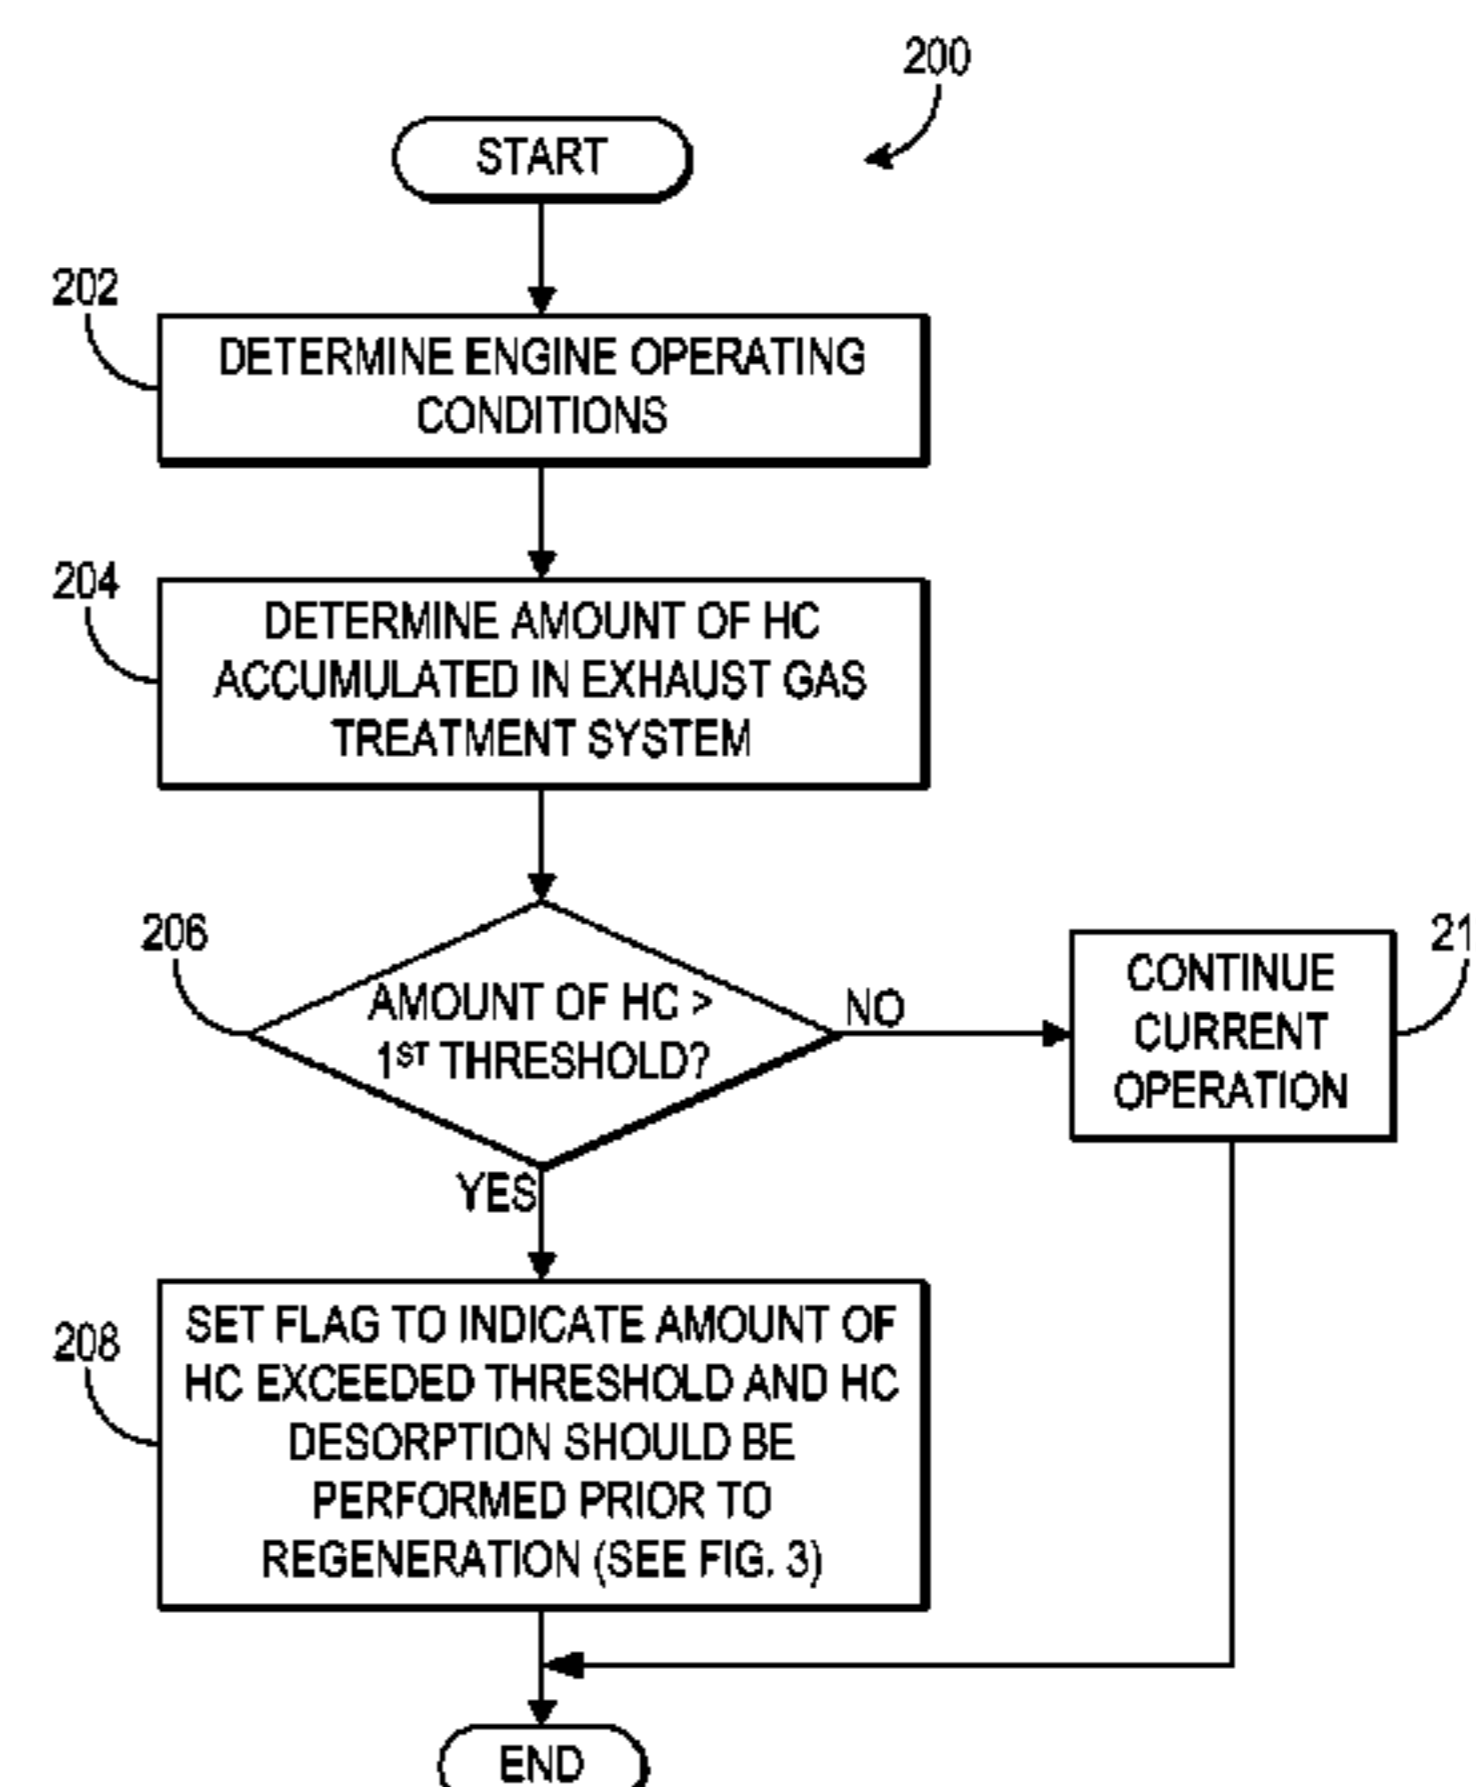 200
START
202
DETERMINE ENGINE OPERATING
CONDITIONS
204
DETERMINE AMOUNT OF HC
ACCUMULATED IN EXHAUST GAS
TREATMENT SYSTEM
206
AMOUNT OF HC >
1ST THRESHOLD?
NO
CONTINUE
CURRENT
OPERATION
21
YES
208
SET FLAG TO INDICATE AMOUNT OF
HC EXCEEDED THRESHOLD AND HC
DESORPTION SHOULD BE
PERFORMED PRIOR TO
REGENERATION (SEE FIG. 3)
END